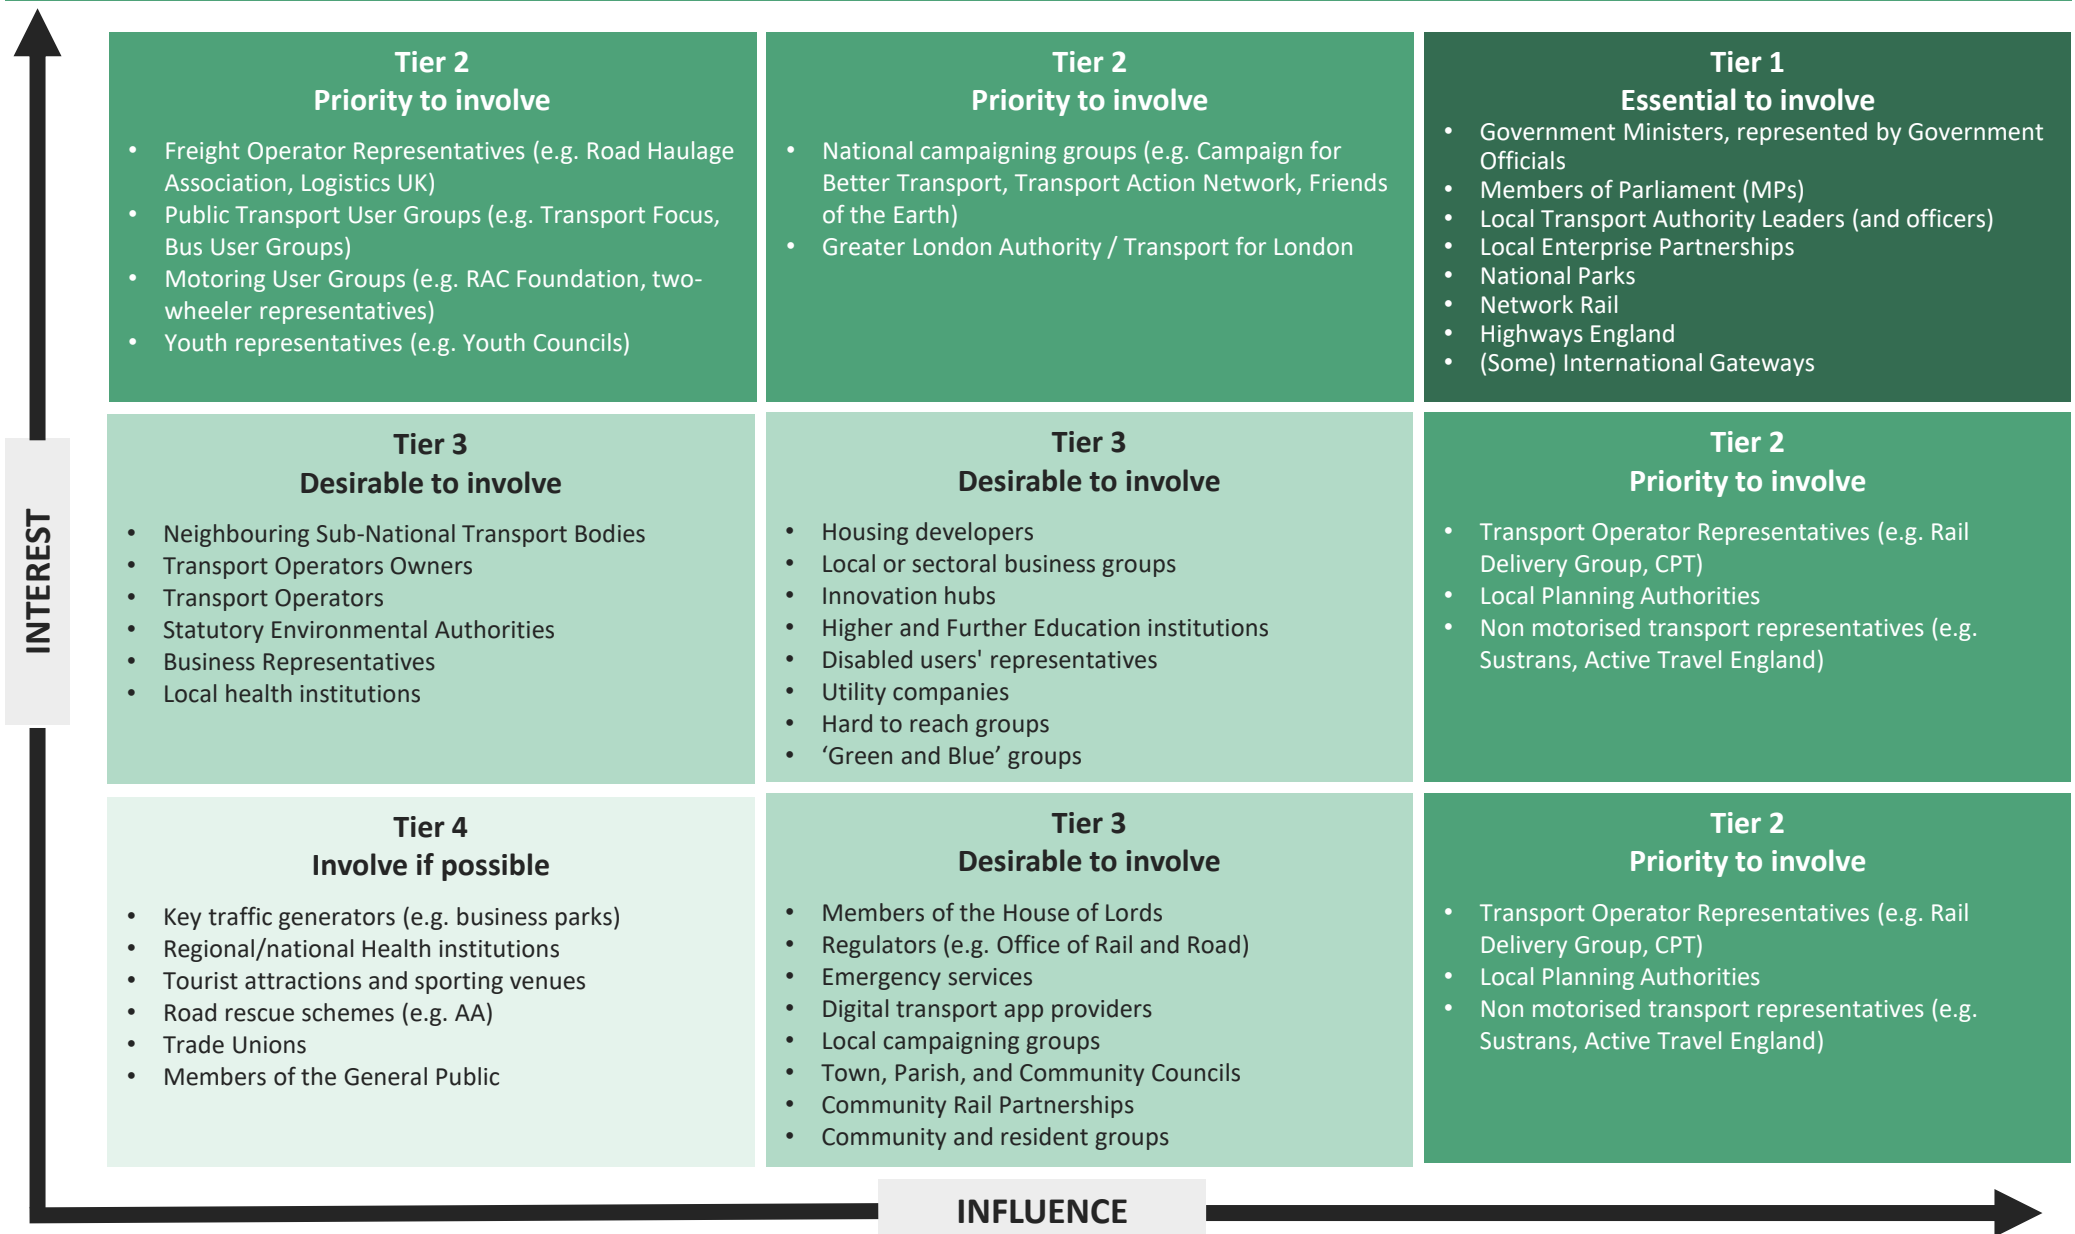 Tier 2
Priority to involve
• Freight Operator Representatives (e.g. Road Haulage
Association, Logistics UK)
• Public Transport User Groups (e.g. Transport Focus,
Bus User Groups)
• Motoring User Groups (e.g. RAC Foundation, two-
wheeler representatives)
• Youth representatives (e.g. Youth Councils)
Tier 2
Priority to involve
• National campaigning groups (e.g. Campaign for
Better Transport, Transport Action Network, Friends
of the Earth)
• Greater London Authority / Transport for London
Tier 1
Essential to involve
• Government Ministers, represented by Government
Officials
• Members of Parliament (MPs)
• Local Transport Authority Leaders (and officers)
• Local Enterprise Partnerships
• National Parks
• Network Rail
• Highways England
• (Some) International Gateways
INTEREST
Tier 3
Desirable to involve
• Neighbouring Sub-National Transport Bodies
• Transport Operators Owners
• Transport Operators
• Statutory Environmental Authorities
• Business Representatives
• Local health institutions
Tier 3
Desirable to involve
• Housing developers
• Local or sectoral business groups
• Innovation hubs
• Higher and Further Education institutions
• Disabled users' representatives
• Utility companies
• Hard to reach groups
• ‘Green and Blue’ groups
Tier 2
Priority to involve
• Transport Operator Representatives (e.g. Rail
Delivery Group, CPT)
• Local Planning Authorities
• Non motorised transport representatives (e.g.
Sustrans, Active Travel England)
Tier 4
Involve if possible
• Key traffic generators (e.g. business parks)
• Regional/national Health institutions
• Tourist attractions and sporting venues
• Road rescue schemes (e.g. AA)
• Trade Unions
• Members of the General Public
Tier 3
Desirable to involve
• Members of the House of Lords
• Regulators (e.g. Office of Rail and Road)
• Emergency services
• Digital transport app providers
• Local campaigning groups
• Town, Parish, and Community Councils
• Community Rail Partnerships
• Community and resident groups
Tier 2
Priority to involve
• Transport Operator Representatives (e.g. Rail
Delivery Group, CPT)
• Local Planning Authorities
• Non motorised transport representatives (e.g.
Sustrans, Active Travel England)
INFLUENCE